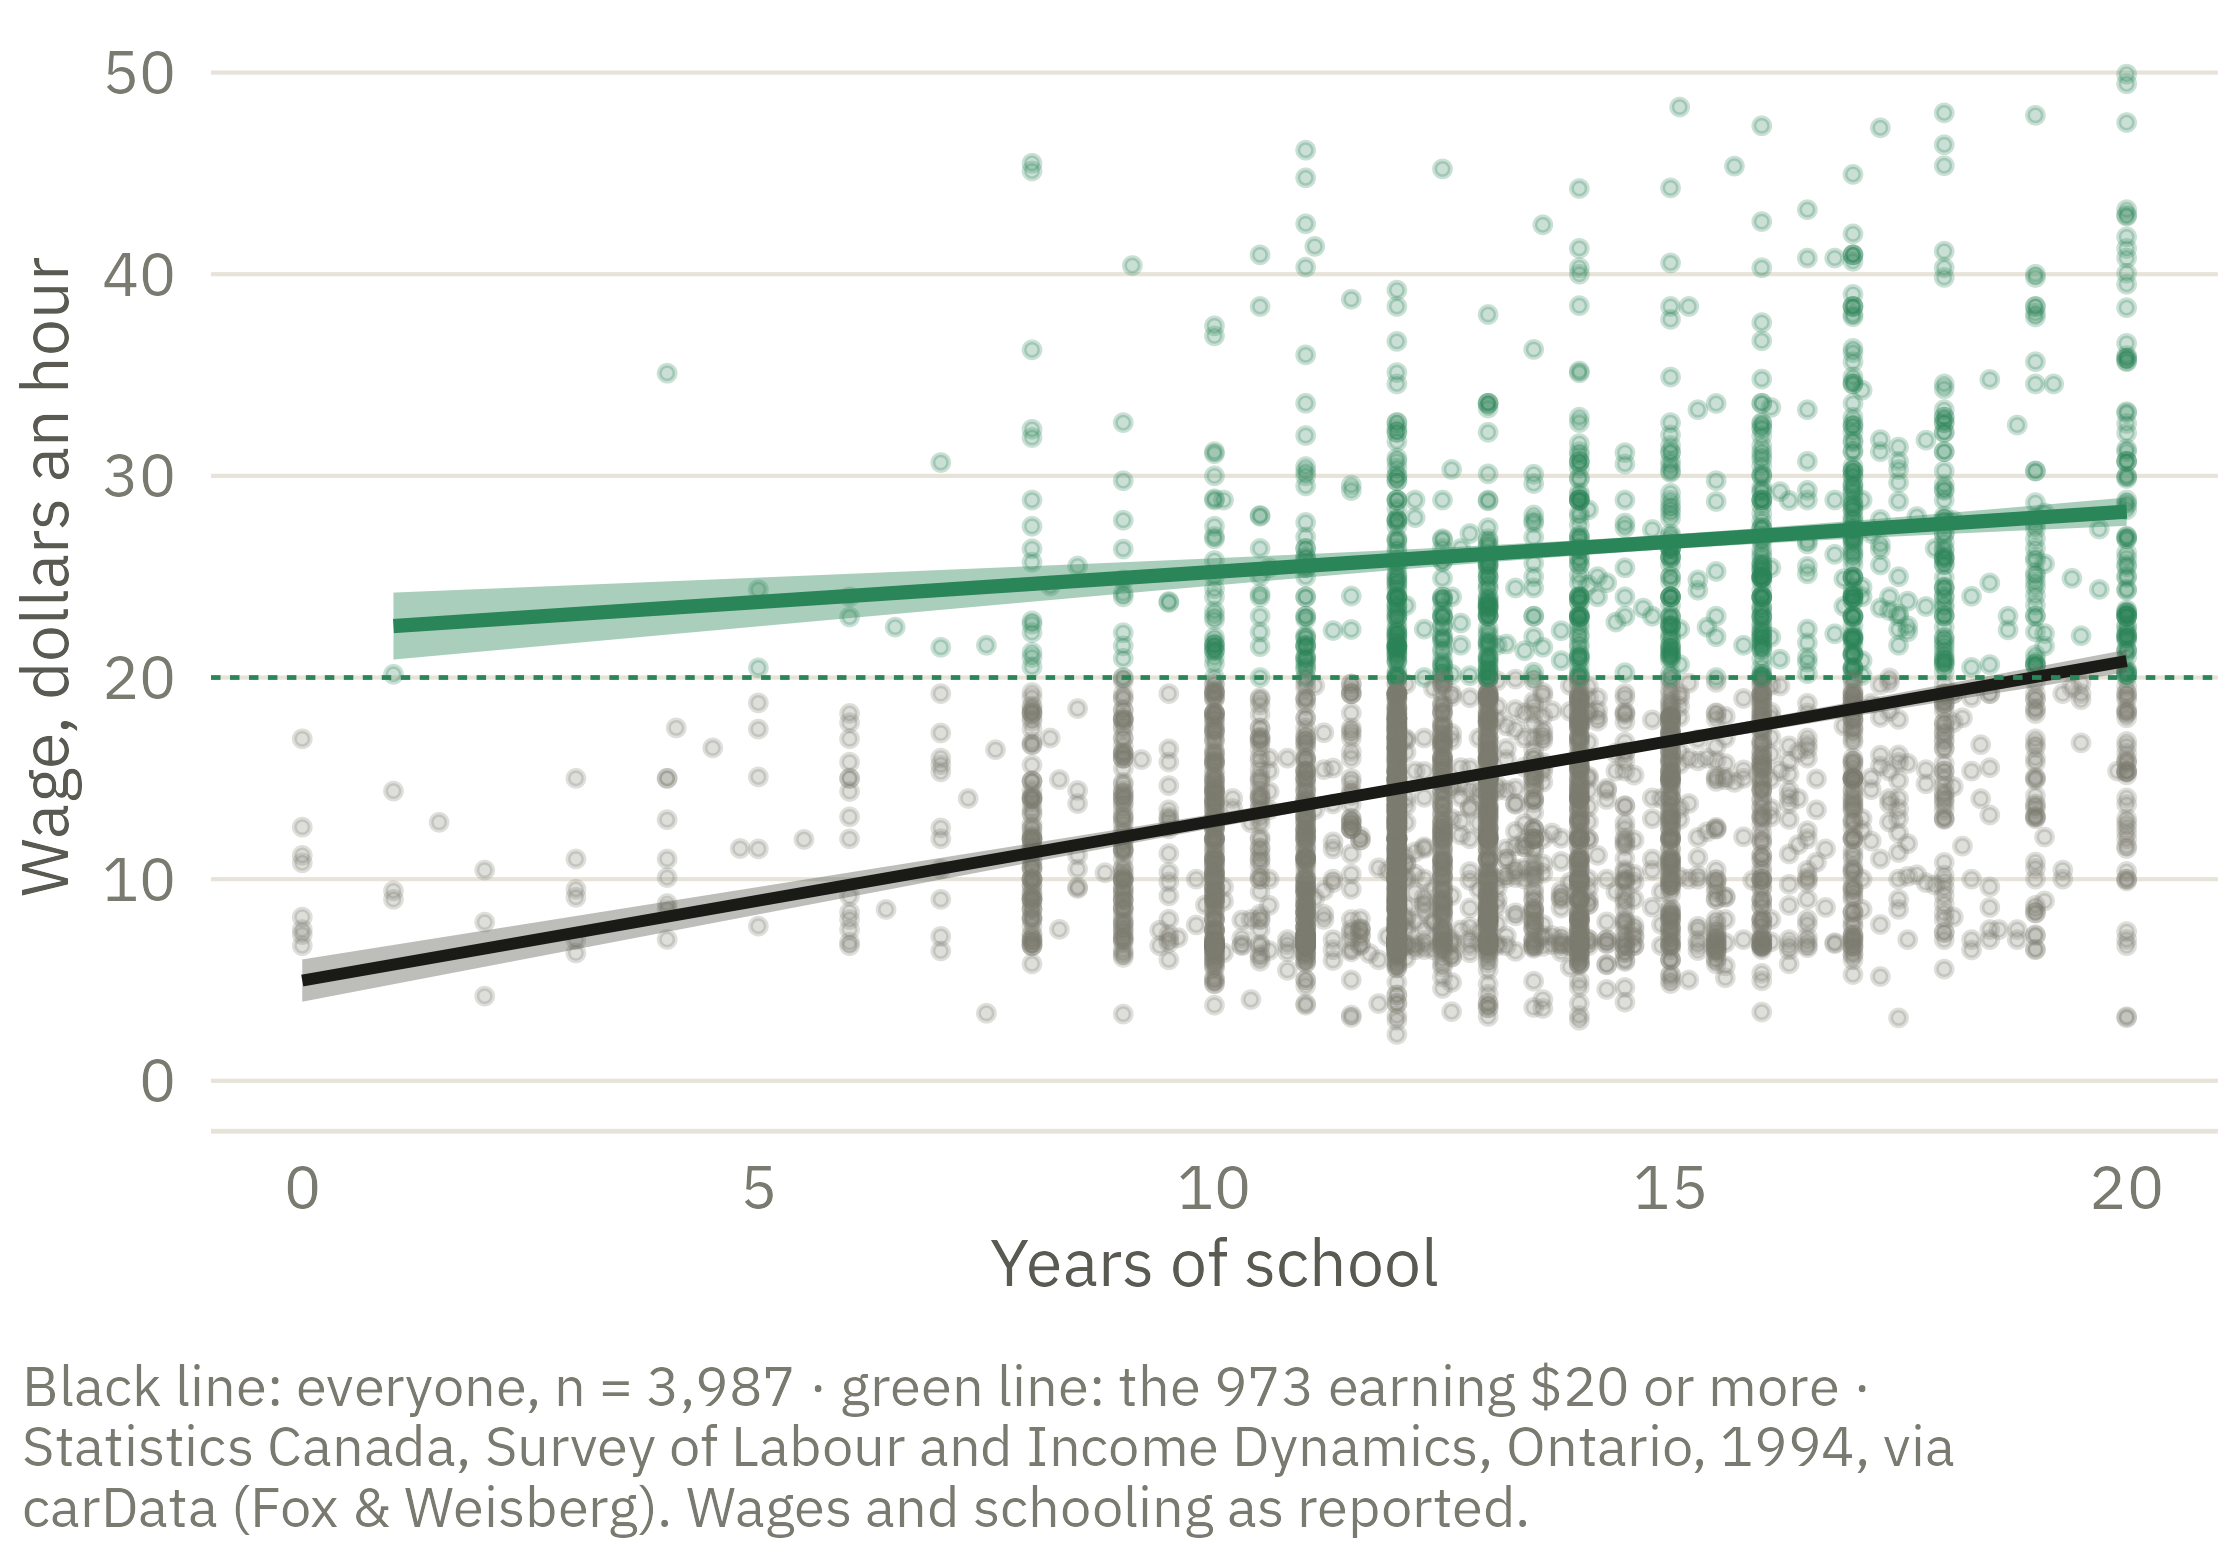 50
40
30
20
10
0
Wage, dollars an hour
0 5 10 15 20
Years of school
Black line: everyone, n = 3,987 · green line: the 973 earning $20 or more ·
Statistics Canada, Survey of Labour and Income Dynamics, Ontario, 1994, via
carData (Fox & Weisberg). Wages and schooling as reported.